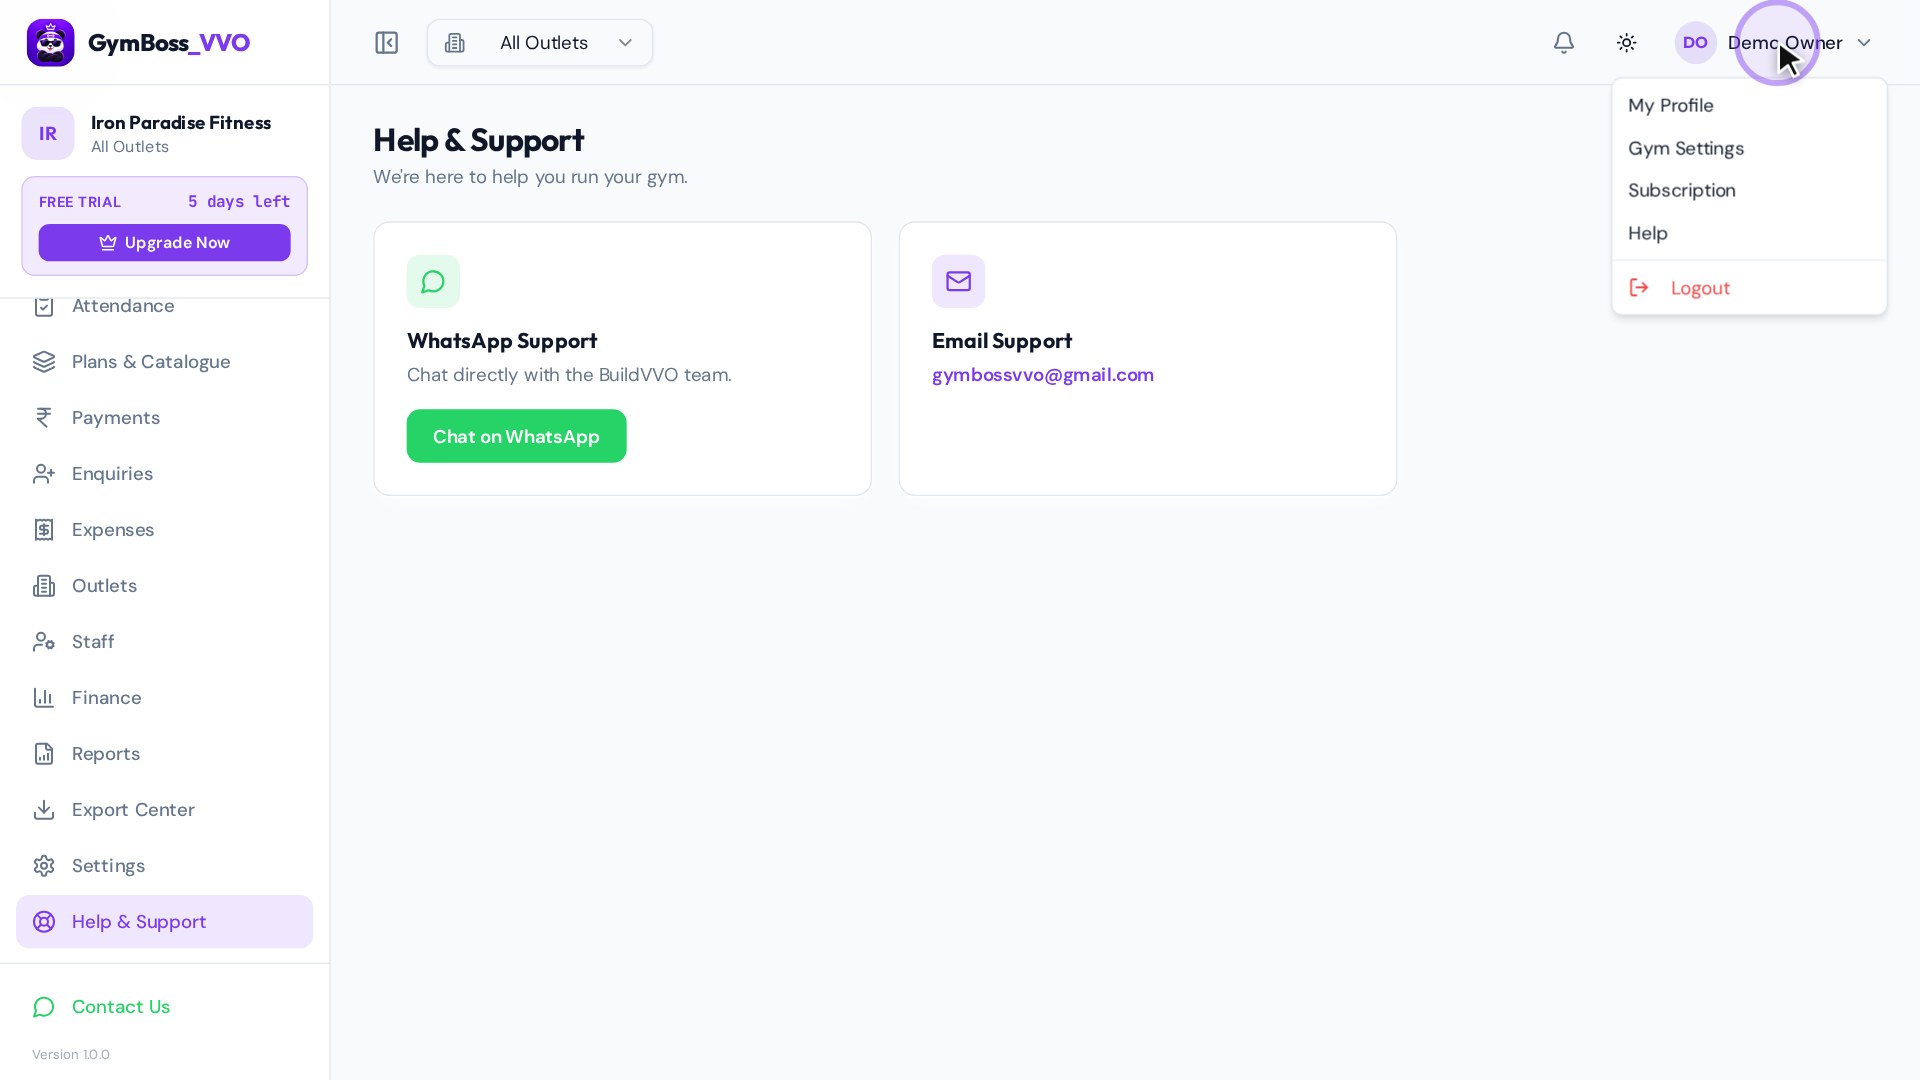 GymBoss_VVO
All Outlets
DO
Demo Owner
IR
Iron Paradise Fitness
All Outlets
FREE TRIAL
5 days left
Upgrade Now
Attendance
Plans & Catalogue
Payments
Enquiries
Expenses
Outlets
Staff
Finance
Reports
Export Center
Settings
Help & Support
Contact Us
Version 1.0.0
Help & Support
We're here to help you run your gym.
WhatsApp Support
Chat directly with the BuildVVO team.
Chat on WhatsApp
Email Support
gymbossvvo@gmail.com
My Profile
Gym Settings
Subscription
Help
Logout